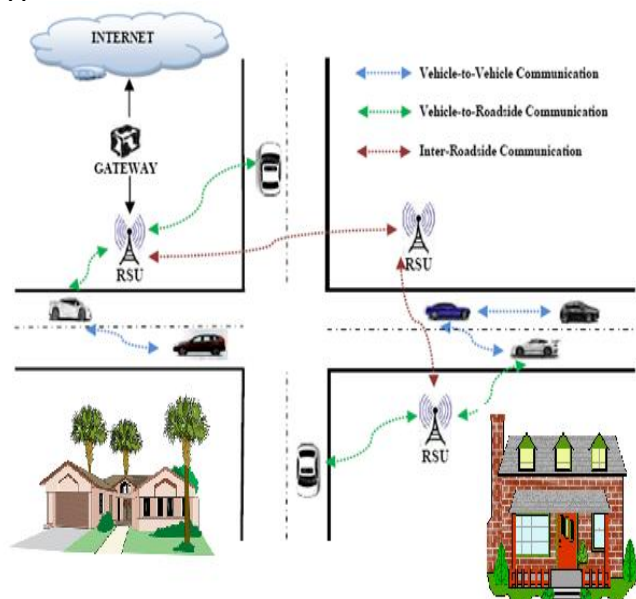 INTERNET
Vehicle-to-Vehicle Communication
Vehicle-to-Roadside Communication
Inter-Roadside Communication
GATEWAY
RSU
RSU
RSU